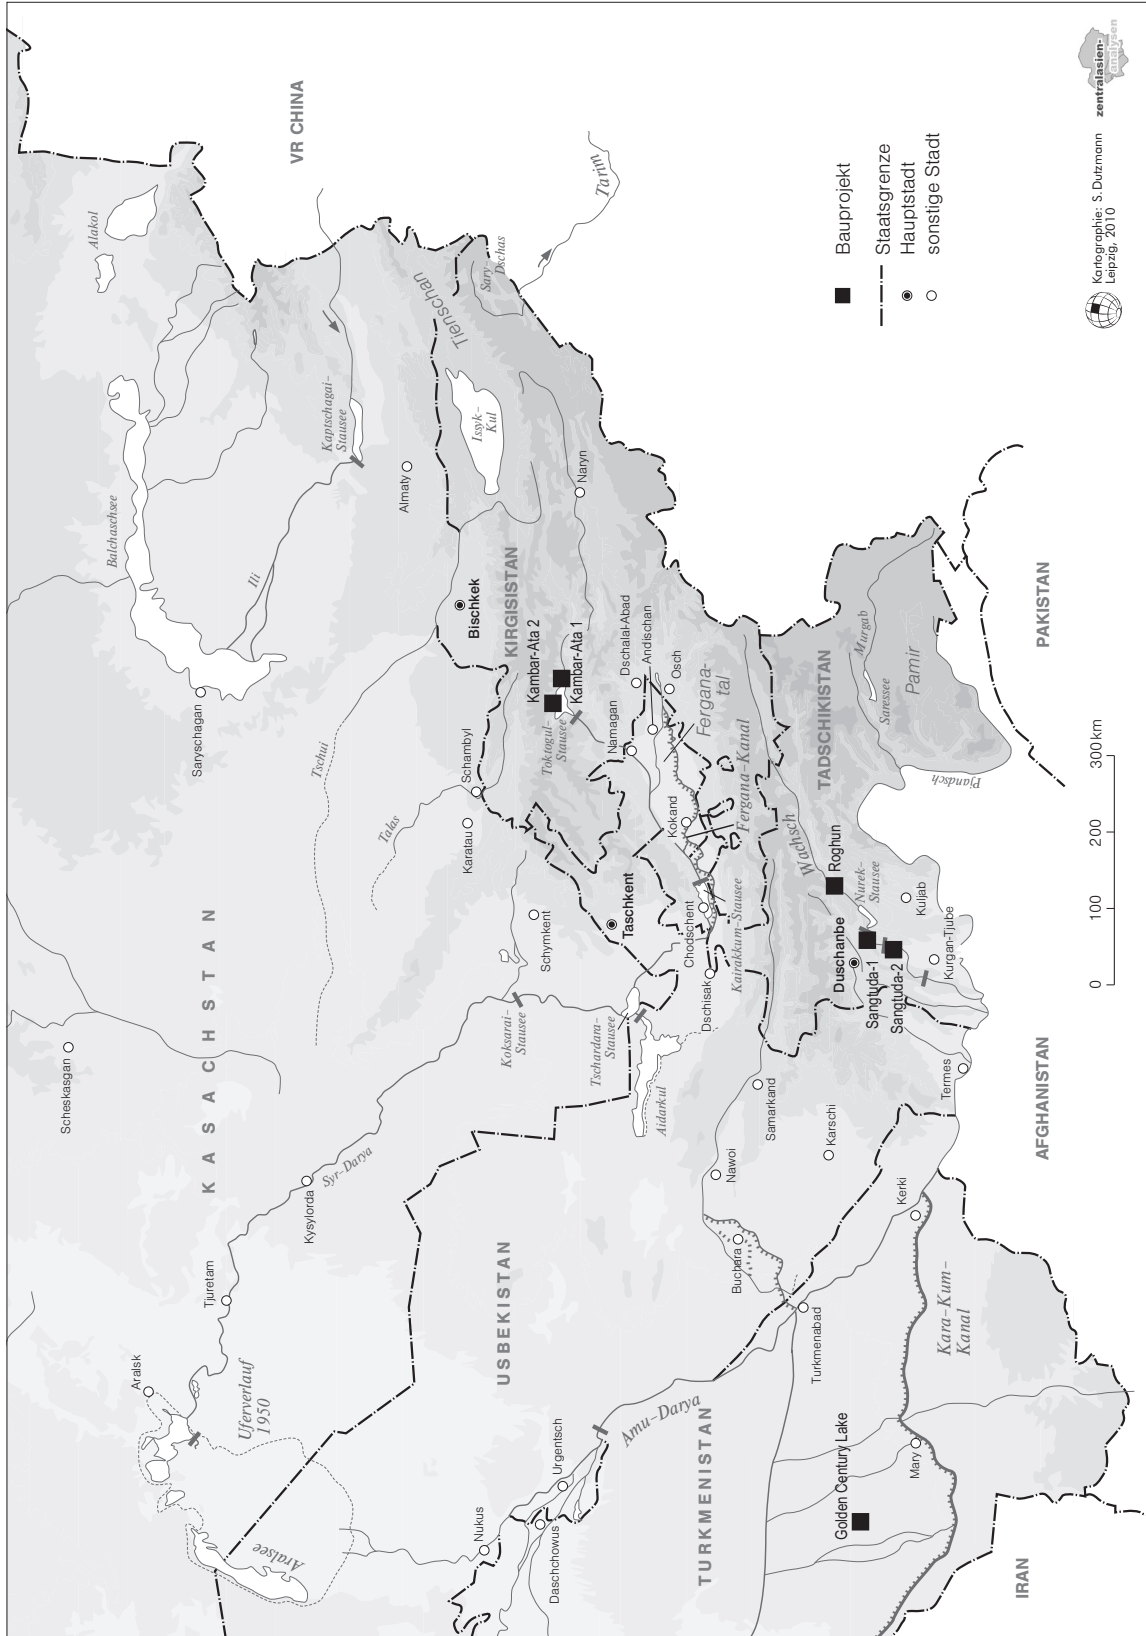 VR CHINA
Alakol
Tarim
Sary-
Dschas
Tienschan
Balchaschsee
Kaptschagai-
Stausee
Ili
Almaty
Issyk-
Kul
Naryn
Saryschagan
Tschui
Bischkek
KIRGISISTAN
Kambar-Ata 2
Kambar-Ata 1
Toktogul-
Stausee
Talas
Schambyl
Karatau
Dschalal-Abad
Andischan
Osch
Namagan
Fergana-
tal
Fergana-Kanal
Kokand
TADSCHIKISTAN
Murgab
Saressee
Pamir
Pjandsch
PAKISTAN
KASACHSTAN
Scheskasgan
Schymkent
Taschkent
Chodschent
Kairakkum-Stausee
Dschisak
Wachsch
Roghun
Nurek-
Stausee
Kuljab
Kurgan-Tjube
Duschanbe
Sangtuda-1
Sangtuda-2
Koksarai-
Stausee
Tschardara-
Stausee
Aidarkul
Samarkand
Karschi
Termes
AFGHANISTAN
Syr-Darya
Kysylorda
Tjuretam
Aralsk
Uferverlauf
1950
Aralsee
USBEKISTAN
Nawoi
Buchara
Kerki
Turkmenabad
Kara-Kum-
Kanal
Amu-Darya
Urgentsch
Nukus
Daschchowus
TURKMENISTAN
Mary
Golden Century Lake
IRAN
0 100 200 300 km
Bauprojekt
Staatsgrenze
Hauptstadt
sonstige Stadt
Kartographie: S. Dutzmann
Leipzig, 2010
zentralasien-
analysen